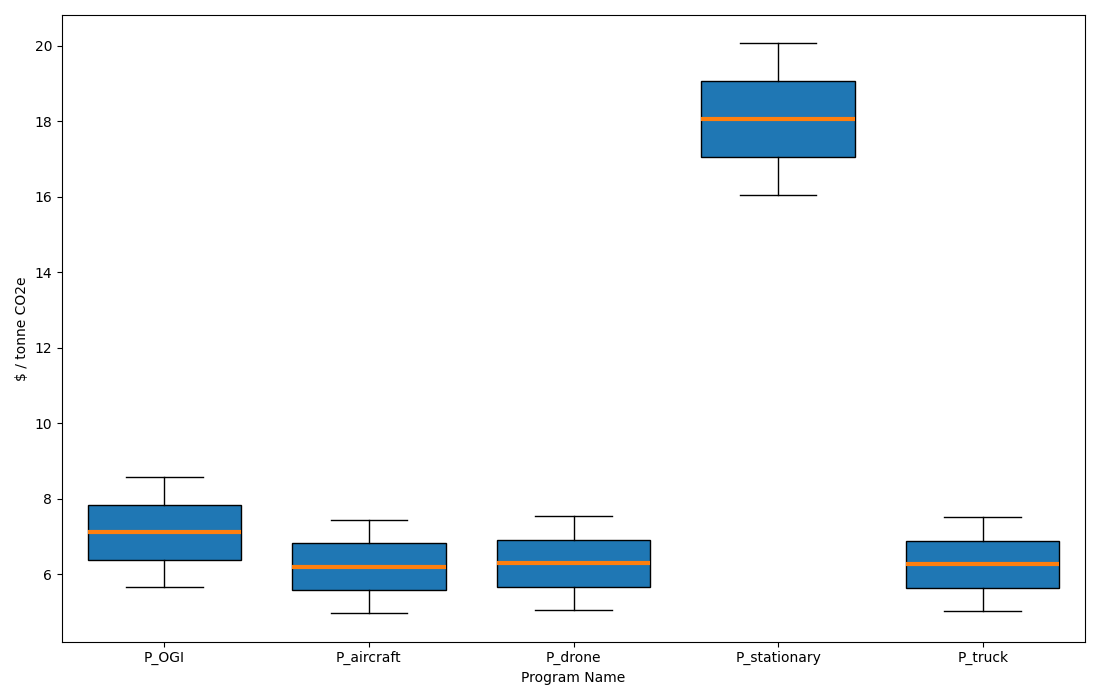 $ / tonne CO2e
20
18
16
14
12
10
8
6
P_OGI P_aircraft P_drone P_stationary P_truck
Program Name